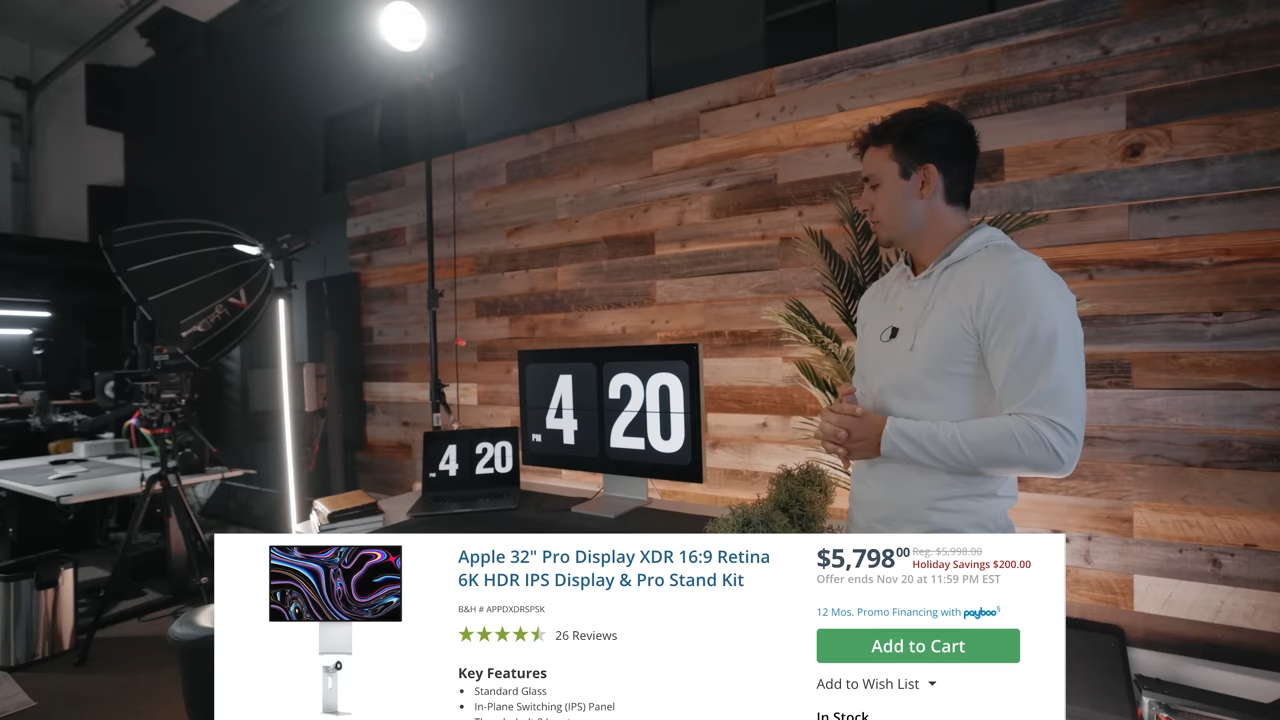 4 20
PM
4 20
PM
Apple 32" Pro Display XDR 16:9 Retina
6K HDR IPS Display & Pro Stand Kit
B&H # APPDXDRSPSK
26 Reviews
Key Features
Standard Glass
In-Plane Switching (IPS) Panel
$5,798.00 Reg. $5,998.00
Holiday Savings $200.00
Offer ends Nov 20 at 11:59 PM EST
12 Mos. Promo Financing with payboo§
Add to Cart
Add to Wish List
In Stock